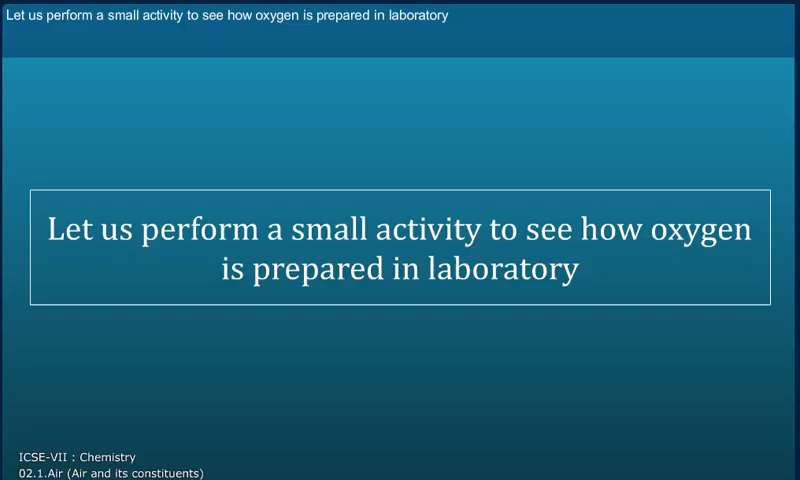 Let us perform a small activity to see how oxygen is prepared in laboratory
Let us perform a small activity to see how oxygen
is prepared in laboratory
ICSE-VII : Chemistry
02.1.Air (Air and its constituents)